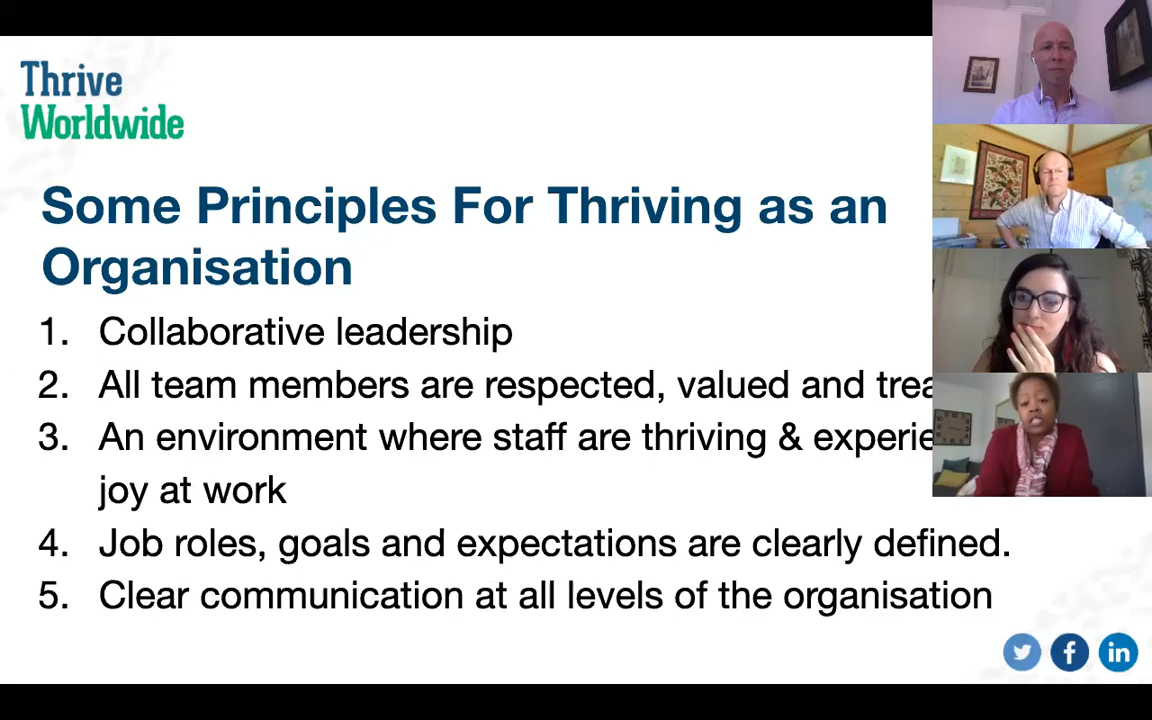 Thrive
Worldwide
Some Principles For Thriving as an
Organisation
1. Collaborative leadership
2. All team members are respected, valued and
3. An environment where staff are thriving &
joy at work
4. Job roles, goals and expectations are clearly defined.
5. Clear communication at all levels of the organisation
f
in